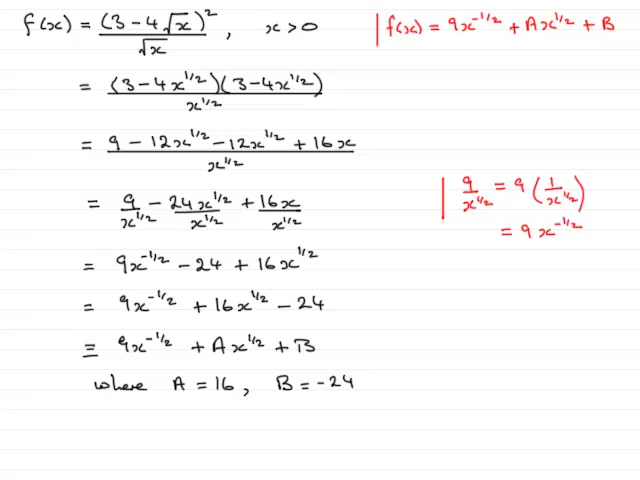 f(x) = (3 - 4√x)² / √x , x > 0
| f(x) = 9x^(-1/2) + Ax^(1/2) + B
= (3 - 4x^(1/2))(3 - 4x^(1/2)) / x^(1/2)
= 9 - 12x^(1/2) - 12x^(1/2) + 16x / x^(1/2)
= 9/x^(1/2) - 24x^(1/2)/x^(1/2) + 16x/x^(1/2)
| 9/x^(1/2) = 9 (1/x^(1/2))
= 9x^(-1/2)
= 9x^(-1/2) - 24 + 16x^(1/2)
= 9x^(-1/2) + 16x^(1/2) - 24
≡ 9x^(-1/2) + Ax^(1/2) + B
where A = 16, B = -24